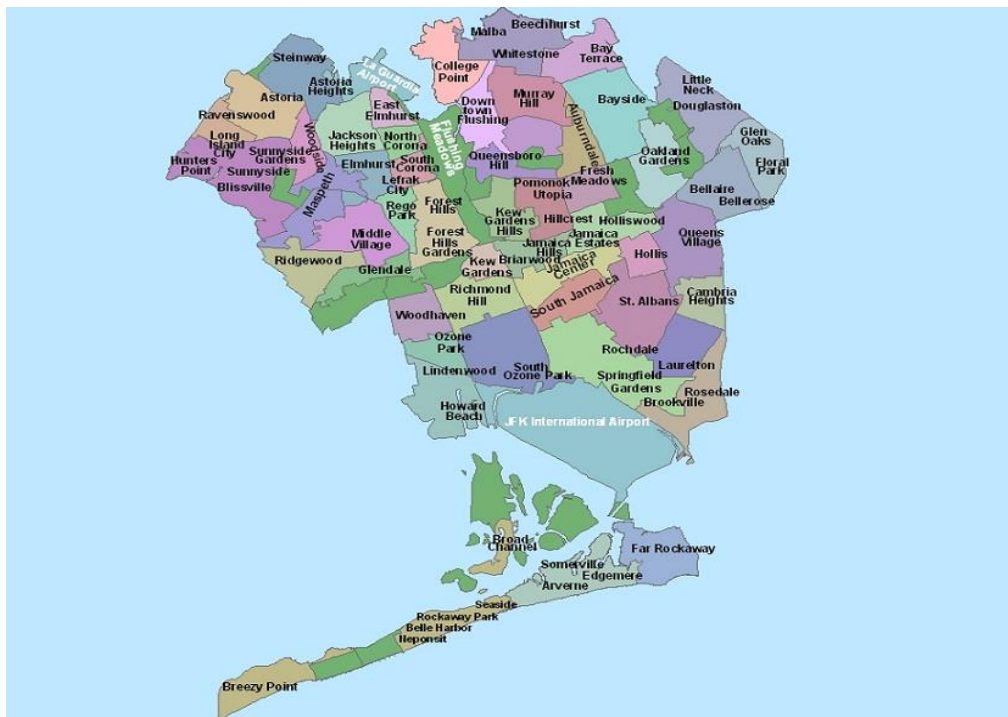 Beechhurst
Malba
Whitestone
Bay
Terrace
Steinway
La Guardia
Airport
College
Point
Astoria
Heights
Astoria
Ravenswood
East
Elmhurst
Down
town
Flushing
Murray
Hill
Auburndale
Bayside
Little
Neck
Douglaston
Glen
Oaks
Floral
Park
Long
Island
City
Hunters
Point
Sunnyside
Gardens
Sunnyside
Blissville
Woodside
Jackson
Heights
North
Corona
South
Corona
Flushing
Meadows
Elmhurst
Lefrak
City
Maspeth
Rego
Park
Forest
Hills
Queensboro
Hill
Pomonok
Utopia
Fresh
Meadows
Oakland
Gardens
Bellaire
Bellerose
Middle
Village
Forest
Hills
Gardens
Kew
Gardens
Hills
Hillcrest
Holliswood
Jamaica
Estates
Jamaica
Hills
Queens
Village
Ridgewood
Glendale
Kew
Gardens
Briarwood
Jamaica
Center
Hollis
Richmond
Hill
South Jamaica
St. Albans
Cambria
Heights
Woodhaven
Ozone
Park
Lindenwood
South
Ozone Park
Rochdale
Laurelton
Springfield
Gardens
Rosedale
Brookville
Howard
Beach
JFK International Airport
Broad
Channel
Far Rockaway
Somerville
Edgemere
Arverne
Seaside
Rockaway Park
Belle Harbor
Neponsit
Breezy Point